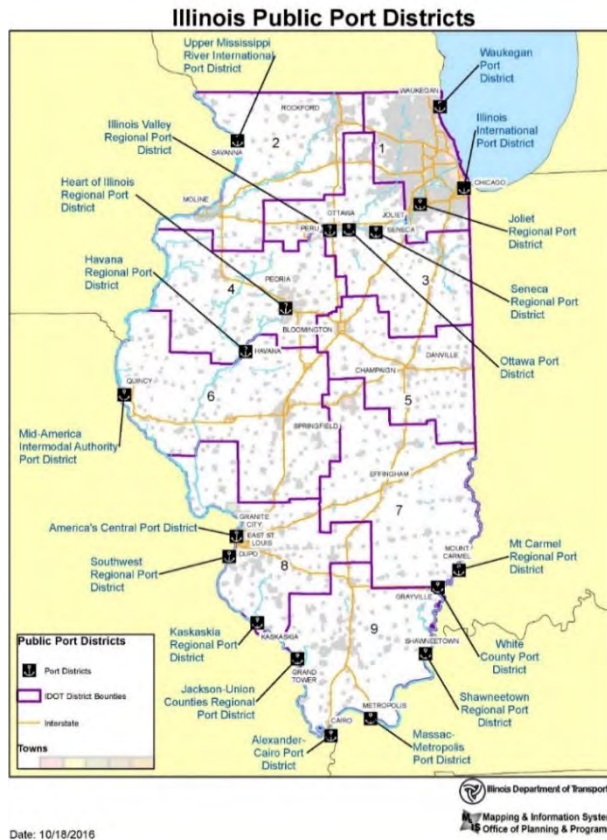 Illinois Public Port Districts
Upper Mississippi
River International
Port District
Waukegan
Port
District
WAUKEGAN
ROCKFORD
Illinois Valley
Regional Port
District
Illinois
International
Port District
2
1
SAVANNA
CHICAGO
Heart of Illinois
Regional Port
District
MOLINE
OTTAWA
JOLIET
PERU
SENECA
Joliet
Regional Port
District
Havana
Regional Port
District
4
PEORIA
3
Seneca
Regional Port
District
BLOOMINGTON
HAVANA
DANVILLE
Ottawa Port
District
CHAMPAIGN
QUINCY
6
5
SPRINGFIELD
Mid-America
Intermodal Authority
Port District
EFFINGHAM
7
GRANITE
CITY
America's Central Port District
EAST ST.
LOUIS
MOUNT
CARMEL
DUPO
Mt Carmel
Regional Port
District
Southwest
Regional Port
District
8
GRAYVILLE
9
Public Port Districts
Port Districts
IDOT District Bounties
Interstate
Towns
Kaskaskia
Regional Port
District
KASKASKIA
SHAWNEETOWN
White
County Port
District
GRAND
TOWER
Jackson-Union
Counties Regional
Port District
METROPOLIS
Shawneetown
Regional Port
District
CAIRO
Alexander-
Cairo Port
District
Massac-
Metropolis
Port District
Illinois Department of Transport
Mapping & Information System
Office of Planning & Program
Date: 10/18/2016